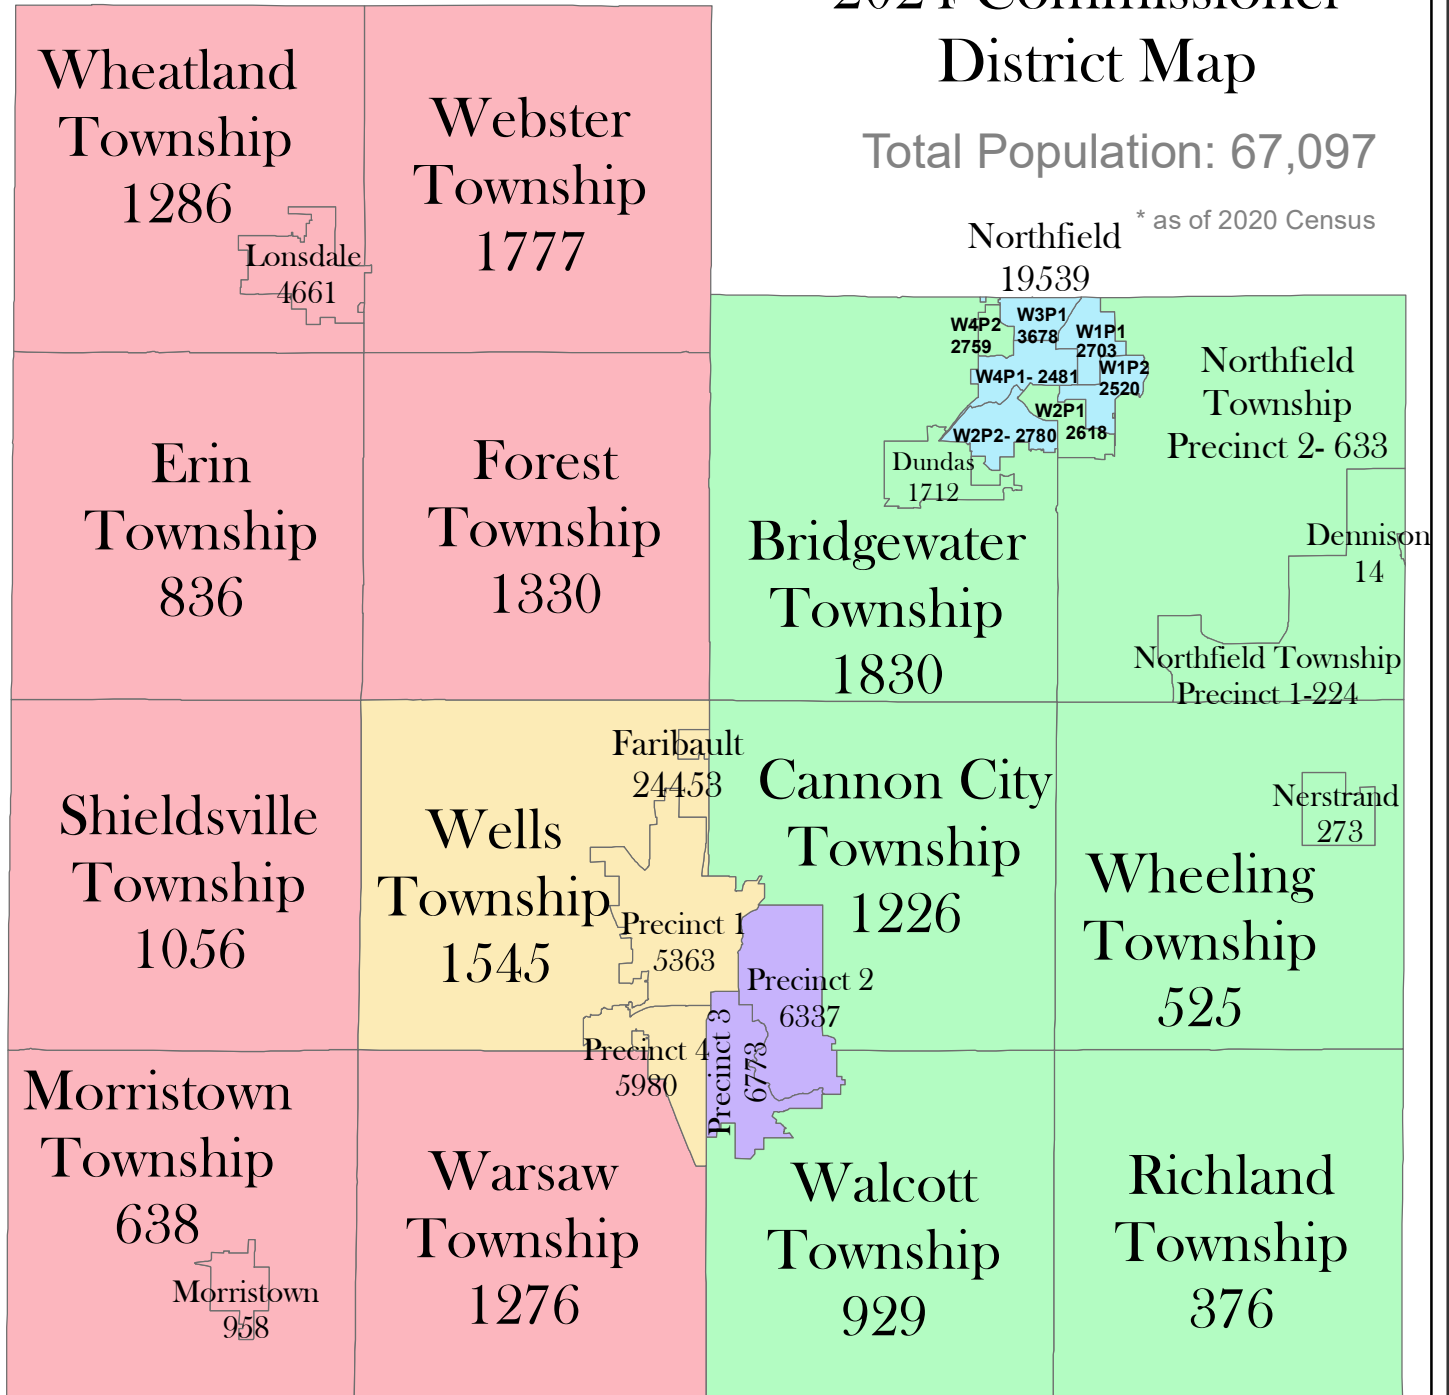 2024 Commissioner
District Map
Total Population: 67,097
* as of 2020 Census
Wheatland
Township
1286
Lonsdale
4661
Webster
Township
1777
Northfield
19539
W4P2
2759
W3P1
3678
W1P1
2703
W1P2
2520
W4P1- 2481
W2P1
2618
W2P2- 2780
Dundas
1712
Northfield
Township
Precinct 2- 633
Dennison
14
Northfield Township
Precinct 1-224
Erin
Township
836
Forest
Township
1330
Bridgewater
Township
1830
Shieldsville
Township
1056
Wells
Township
1545
Faribault
24453
Precinct 1
5363
Precinct 2
6337
Precinct 3
6773
Precinct 4
5980
Cannon City
Township
1226
Nerstrand
273
Wheeling
Township
525
Morristown
Township
638
Morristown
958
Warsaw
Township
1276
Walcott
Township
929
Richland
Township
376